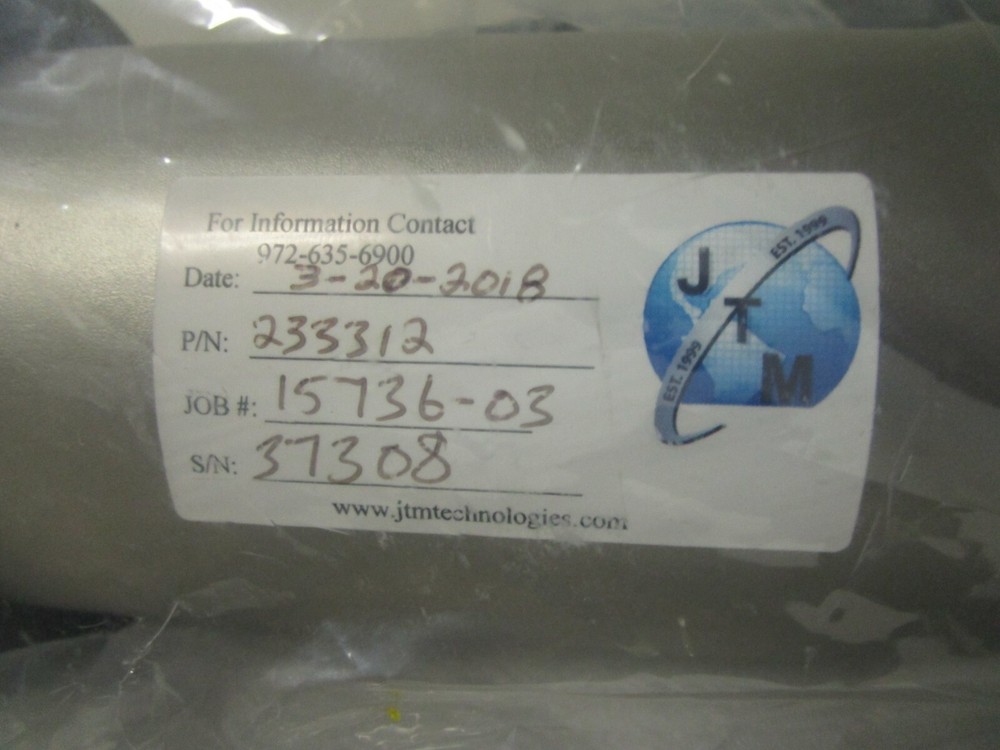 For Information Contact
972-635-6900
Date: 3-20-2018
P/N: 233312
JOB #: 15736-03
S/N: 37308
www.jtmtechnologies.com
JTM
EST. 1999
EST. 1999